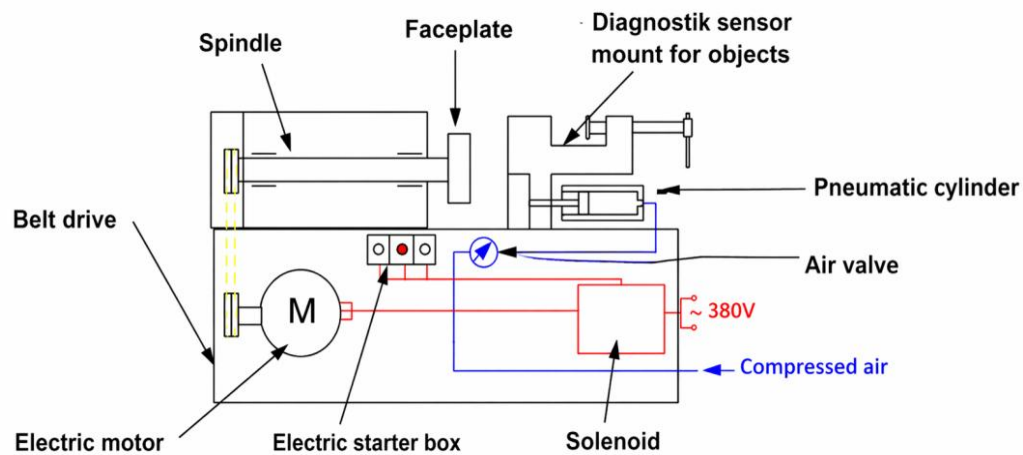 Spindle
Faceplate
Diagnostik sensor
mount for objects
Pneumatic cylinder
Belt drive
Air valve
M
~ 380V
Compressed air
Electric motor
Electric starter box
Solenoid